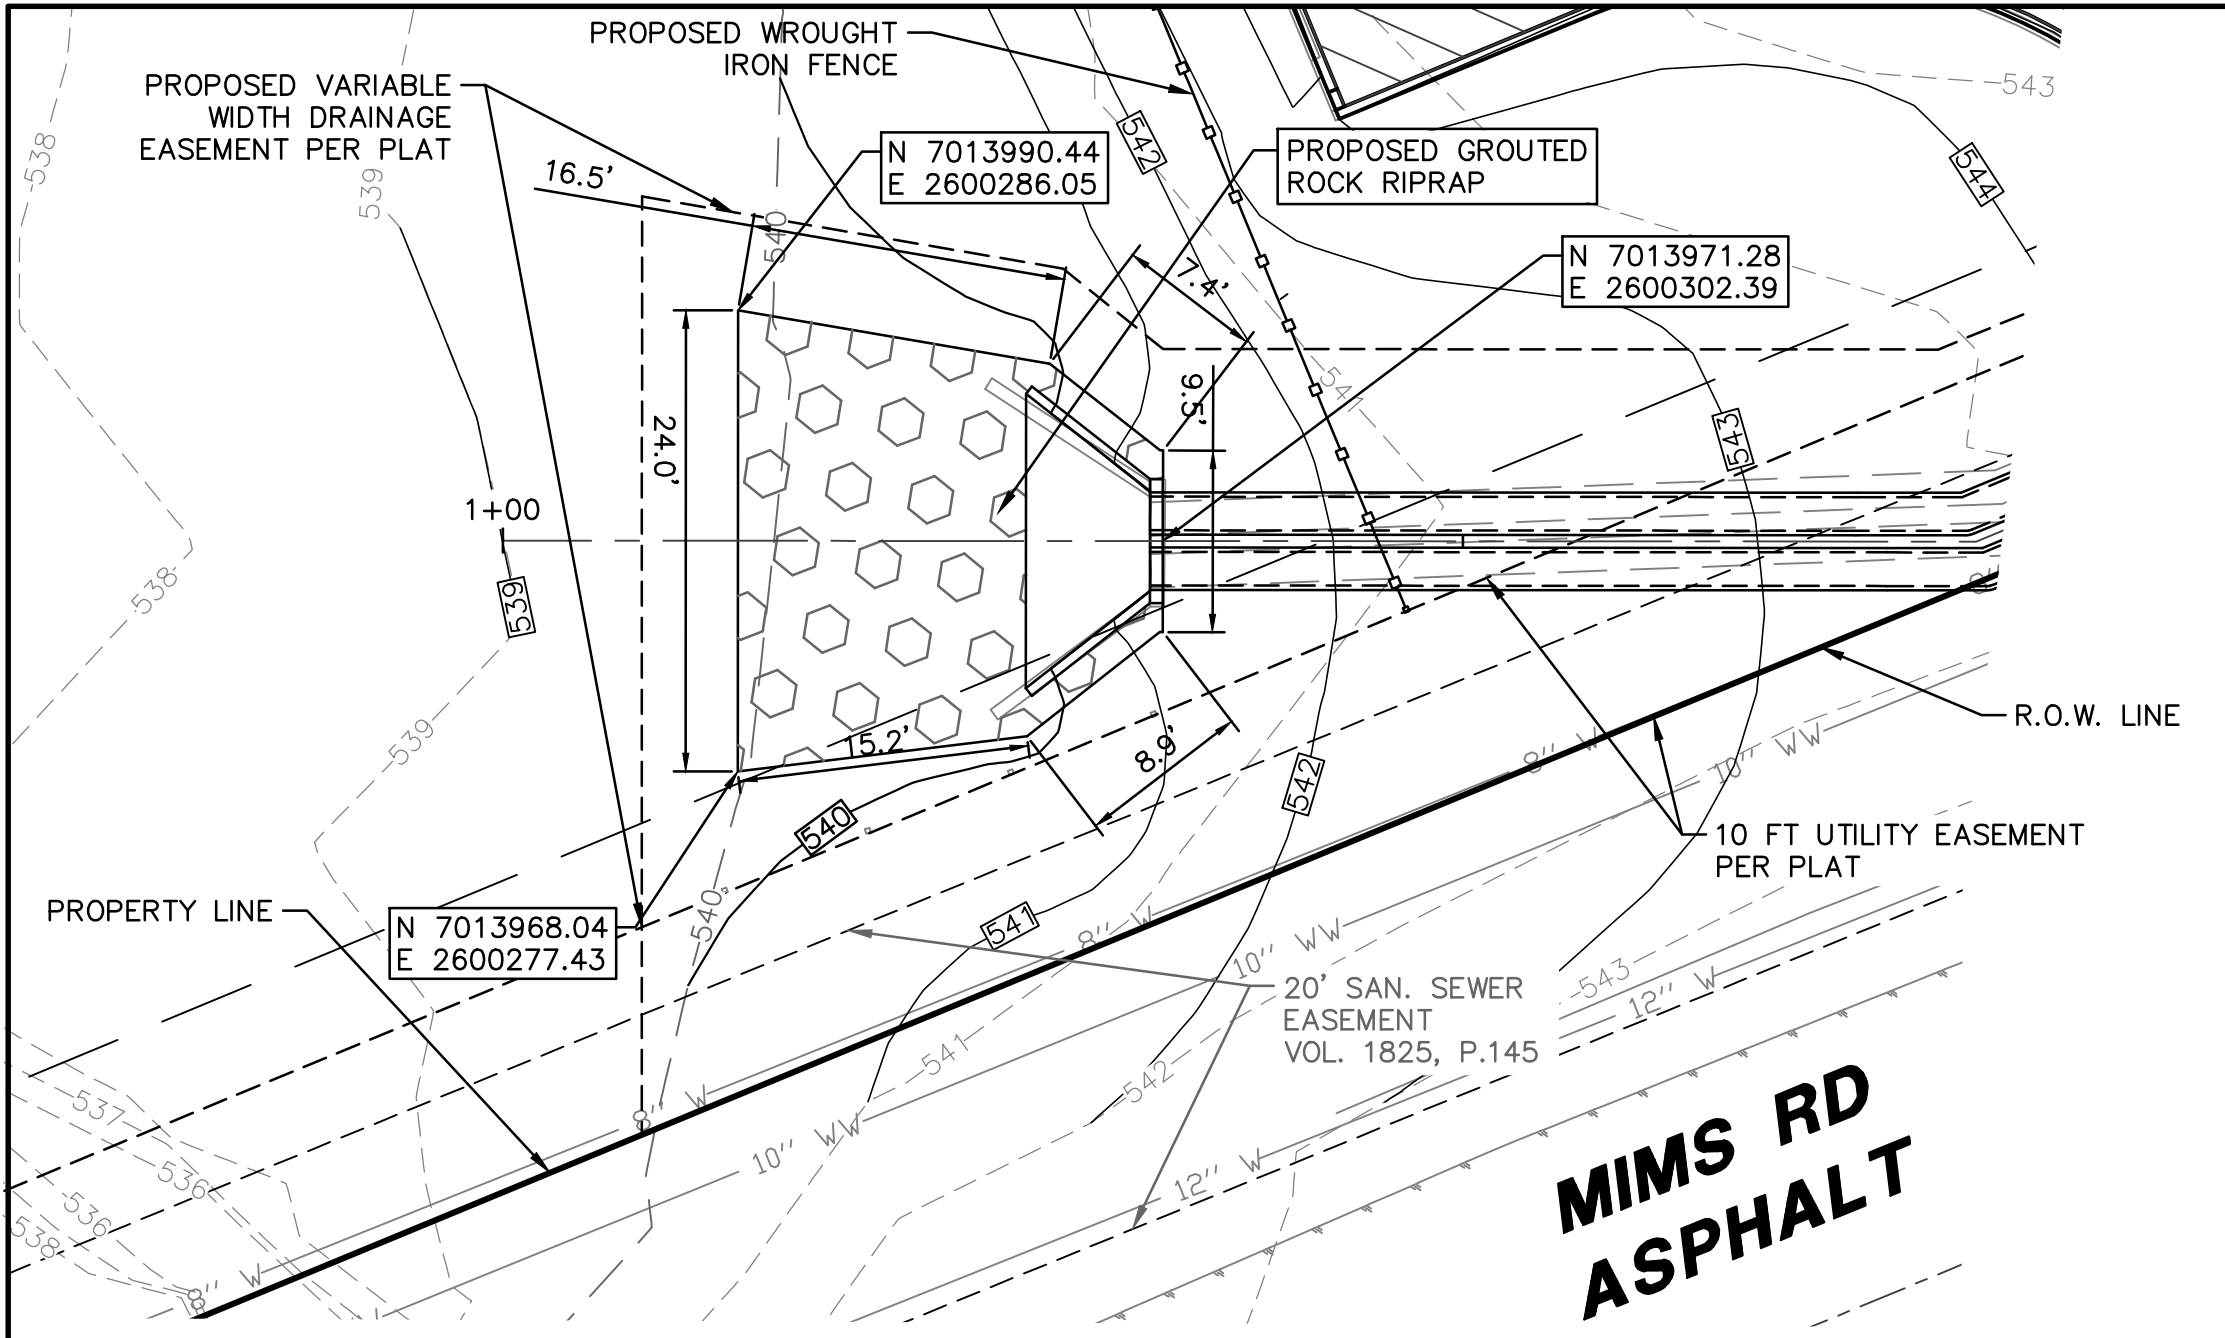 PROPOSED WROUGHT
IRON FENCE
PROPOSED VARIABLE
WIDTH DRAINAGE
EASEMENT PER PLAT
16.5'
N 7013990.44
E 2600286.05
PROPOSED GROUTED
ROCK RIPRAP
N 7013971.28
E 2600302.39
543
544
542
538
539
540
7.4'
9.5'
541
543
24.0'
1+00
539
538
8"
539
15.2'
8.9'
540
542
8" W
10" WW
R.O.W. LINE
10 FT UTILITY EASEMENT
PER PLAT
PROPERTY LINE
N 7013968.04
E 2600277.43
540
541
8" W
10" WW
543
12" W
20' SAN. SEWER
EASEMENT
VOL. 1825, P.145
541
542
8" W
10" WW
12" W
537
536
536
538
8" W
MIMS RD
ASPHALT